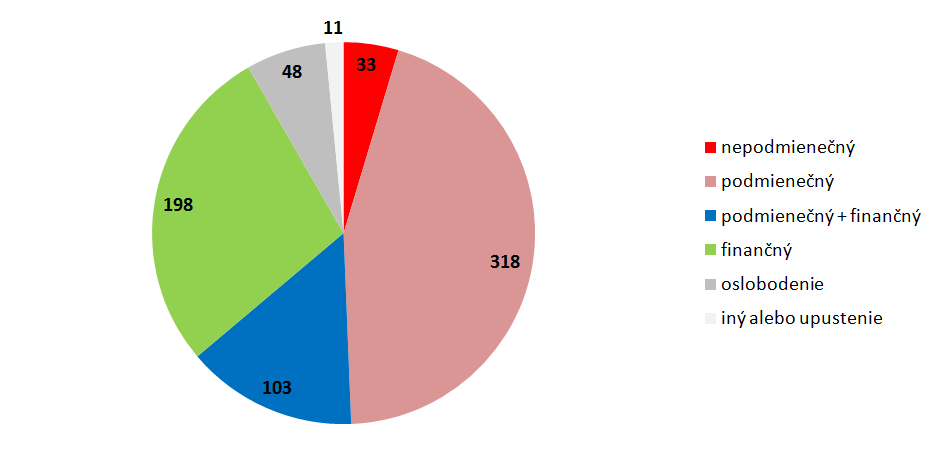 11
33
48
198
318
103
nepodmienečný
podmienečný
podmienečný + finančný
finančný
oslobodenie
iný alebo upustenie